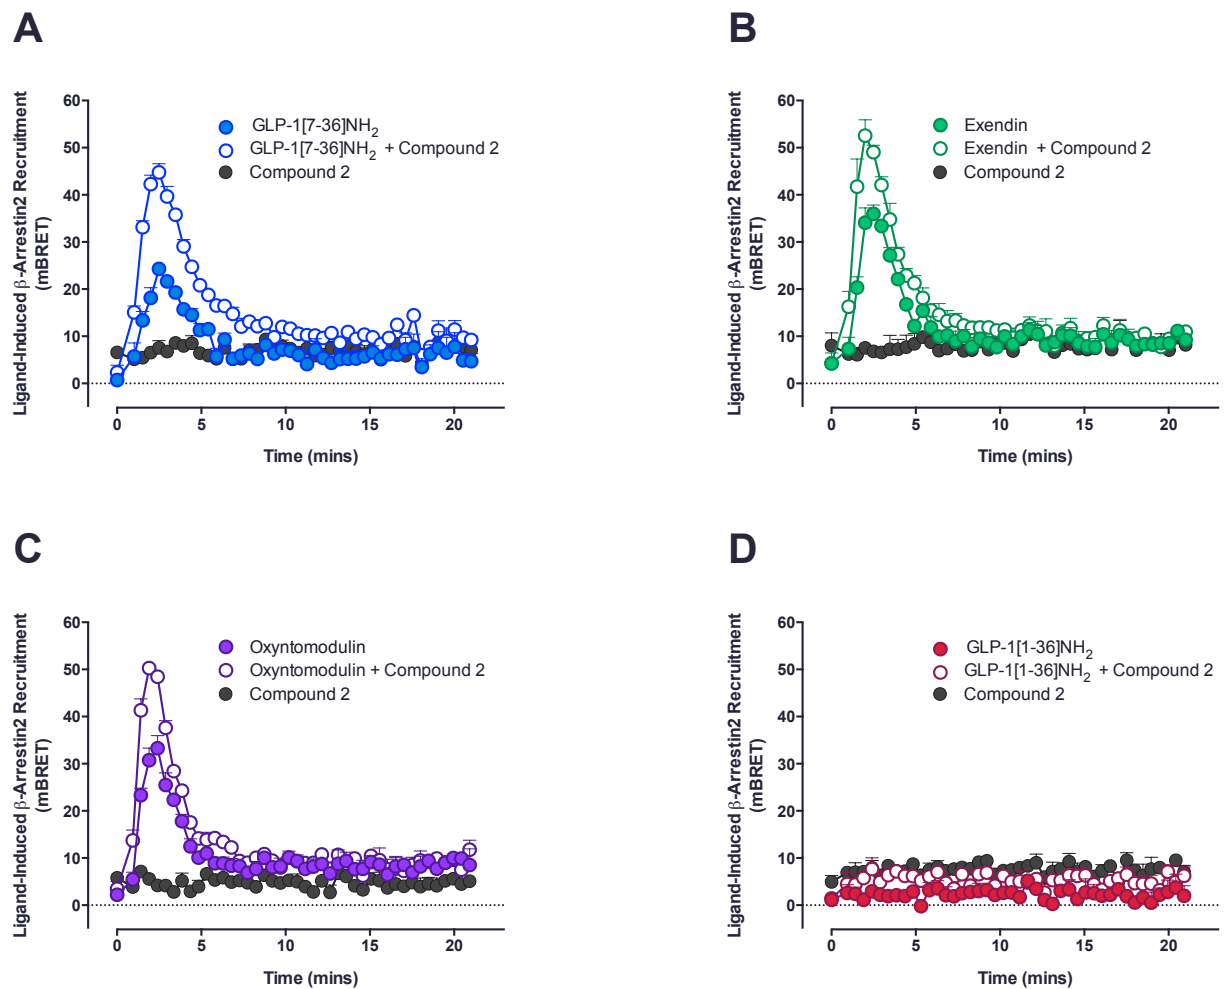 A
Ligand-Induced β-Arrestin2 Recruitment
(mBRET)
60
50
40
30
20
10
0
GLP-1[7-36]NH2
GLP-1[7-36]NH2 + Compound 2
Compound 2
0 5 10 15 20
Time (mins)
B
Ligand-Induced β-Arrestin2 Recruitment
(mBRET)
60
50
40
30
20
10
0
Exendin
Exendin + Compound 2
Compound 2
0 5 10 15 20
Time (mins)
C
Ligand-Induced β-Arrestin2 Recruitment
(mBRET)
60
50
40
30
20
10
0
Oxyntomodulin
Oxyntomodulin + Compound 2
Compound 2
0 5 10 15 20
Time (mins)
D
Ligand-Induced β-Arrestin2 Recruitment
(mBRET)
60
50
40
30
20
10
0
GLP-1[1-36]NH2
GLP-1[1-36]NH2 + Compound 2
Compound 2
0 5 10 15 20
Time (mins)